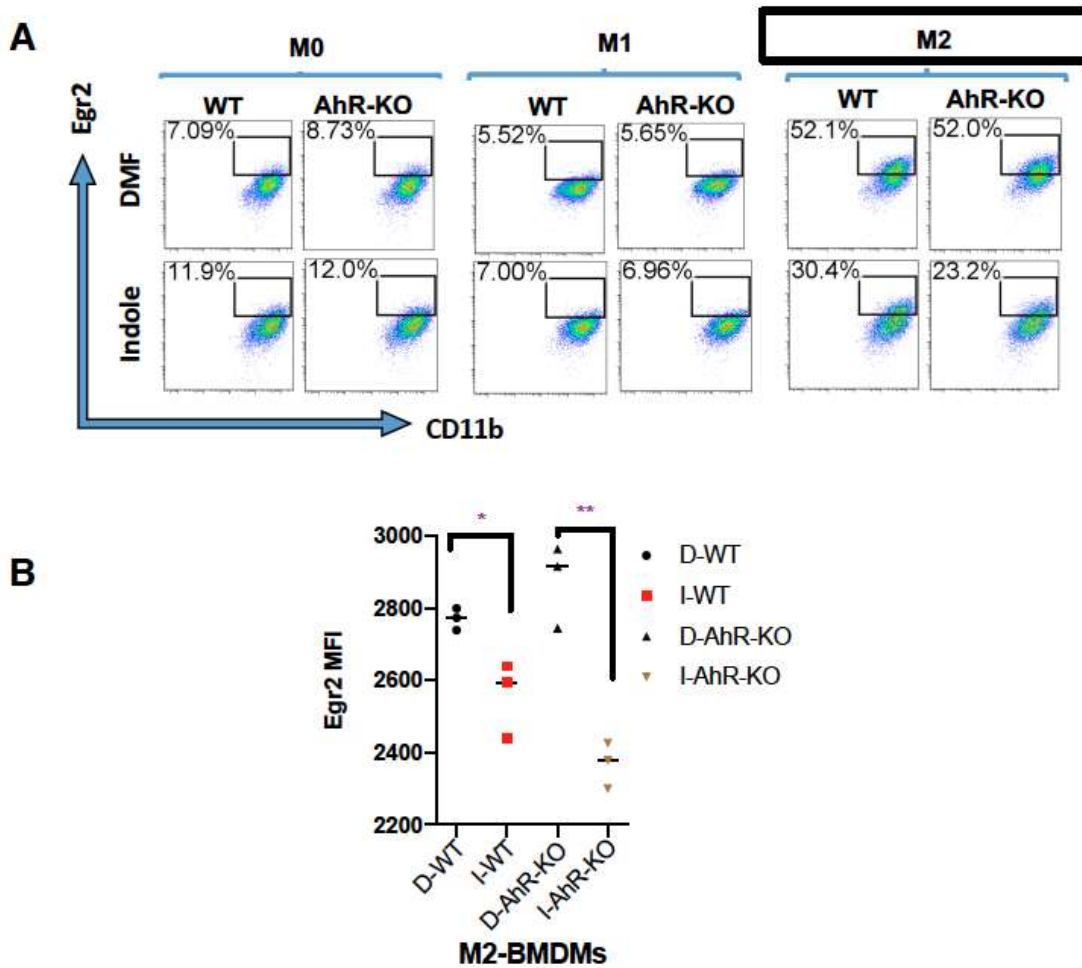 A
M0 M1 M2
WT AhR-KO WT AhR-KO WT AhR-KO
Egr2
DMF
7.09% 8.73% 5.52% 5.65% 52.1% 52.0%
Indole
11.9% 12.0% 7.00% 6.96% 30.4% 23.2%
CD11b
B
* **
Egr2 MFI
3000
2800
2600
2400
2200
D-WT
I-WT
D-AhR-KO
I-AhR-KO
D-WT I-WT D-AhR-KO I-AhR-KO
M2-BMDMs